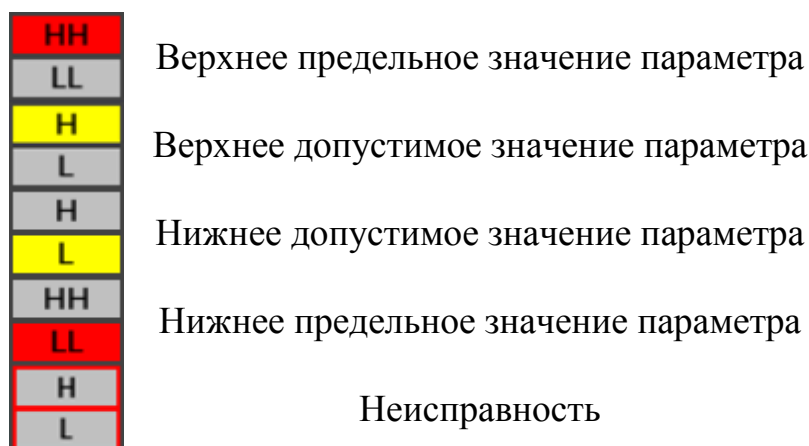 HH
Верхнее предельное значение параметра
LL
H
Верхнее допустимое значение параметра
L
H
Нижнее допустимое значение параметра
L
HH
Нижнее предельное значение параметра
LL
H
Неисправность
L